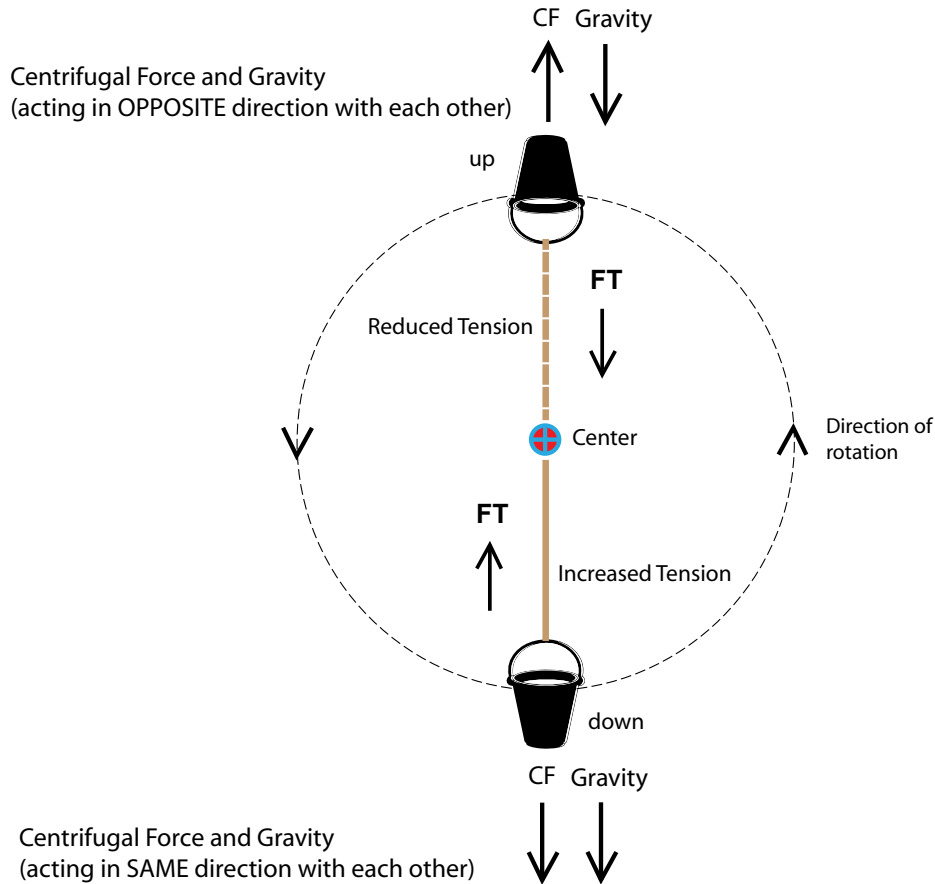 CF Gravity
Centrifugal Force and Gravity
(acting in OPPOSITE direction with each other)
up
FT
Reduced Tension
Center
Direction of
rotation
FT
Increased Tension
down
CF Gravity
Centrifugal Force and Gravity
(acting in SAME direction with each other)